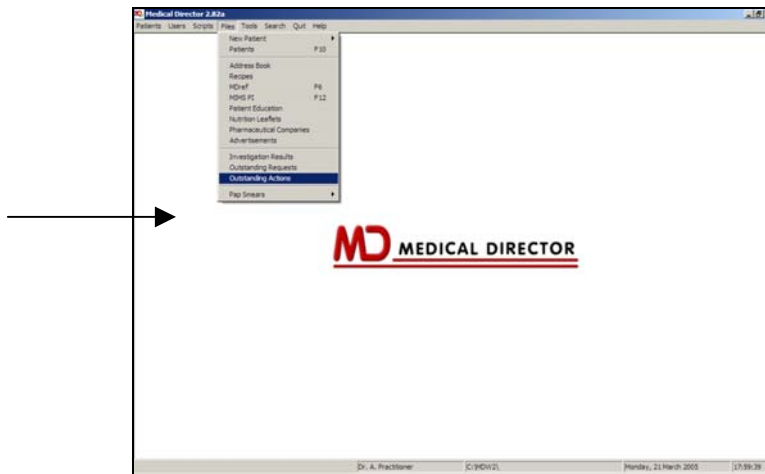 Medical Director 2.82a
Patients Users Scripts Files Tools Search Quit Help
New Patient
Patients F10
Address Book
Recipes
MDref F6
MIMS PI F12
Patient Education
Nutrition Leaflets
Pharmaceutical Companies
Advertisements
Investigation Results
Outstanding Requests
Outstanding Actions
Pap Smears
MD MEDICAL DIRECTOR
Dr. A. Practitioner C:\MDW2\ Monday, 21 March 2005 17:59:39